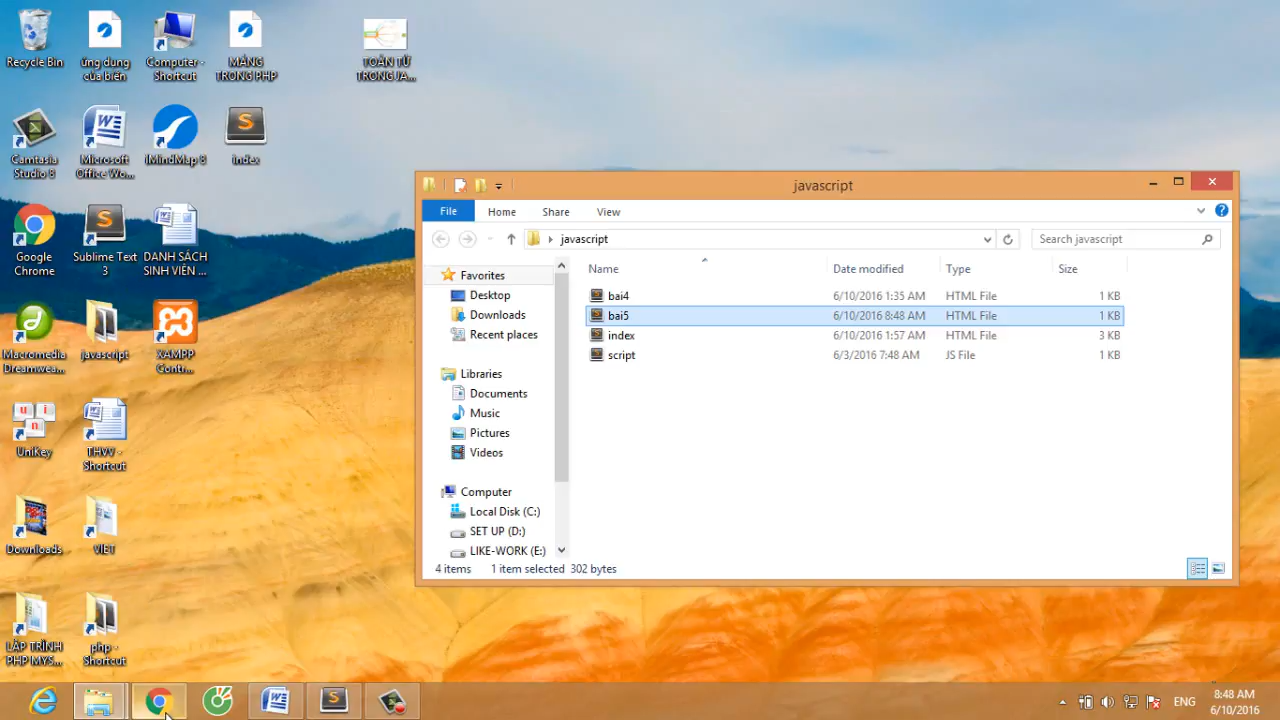 Recycle Bin
ứng dụng
của biến
Computer -
Shortcut
MẢNG
TRONG PHP
TOÁN TỬ
TRONG JA...
Camtasia
Studio 8
Microsoft
Office Wo...
iMindMap 8
index
Google
Chrome
Sublime Text
3
DANH SÁCH
SINH VIÊN ...
Macromedia
Dreamwea...
javascript
XAMPP
Contr...
UniKey
THVV -
Shortcut
Downloads
VIET
LẬP TRÌNH
PHP MYS...
php -
Shortcut
javascript
File
Home
Share
View
javascript
Search javascript
Name
Date modified
Type
Size
bai4
6/10/2016 1:35 AM
HTML File
1 KB
bai5
6/10/2016 8:48 AM
HTML File
1 KB
index
6/10/2016 1:57 AM
HTML File
3 KB
script
6/3/2016 7:48 AM
JS File
1 KB
Favorites
Desktop
Downloads
Recent places
Libraries
Documents
Music
Pictures
Videos
Computer
Local Disk (C:)
SET UP (D:)
LIKE-WORK (E:)
4 items
1 item selected 302 bytes
ENG
8:48 AM
6/10/2016